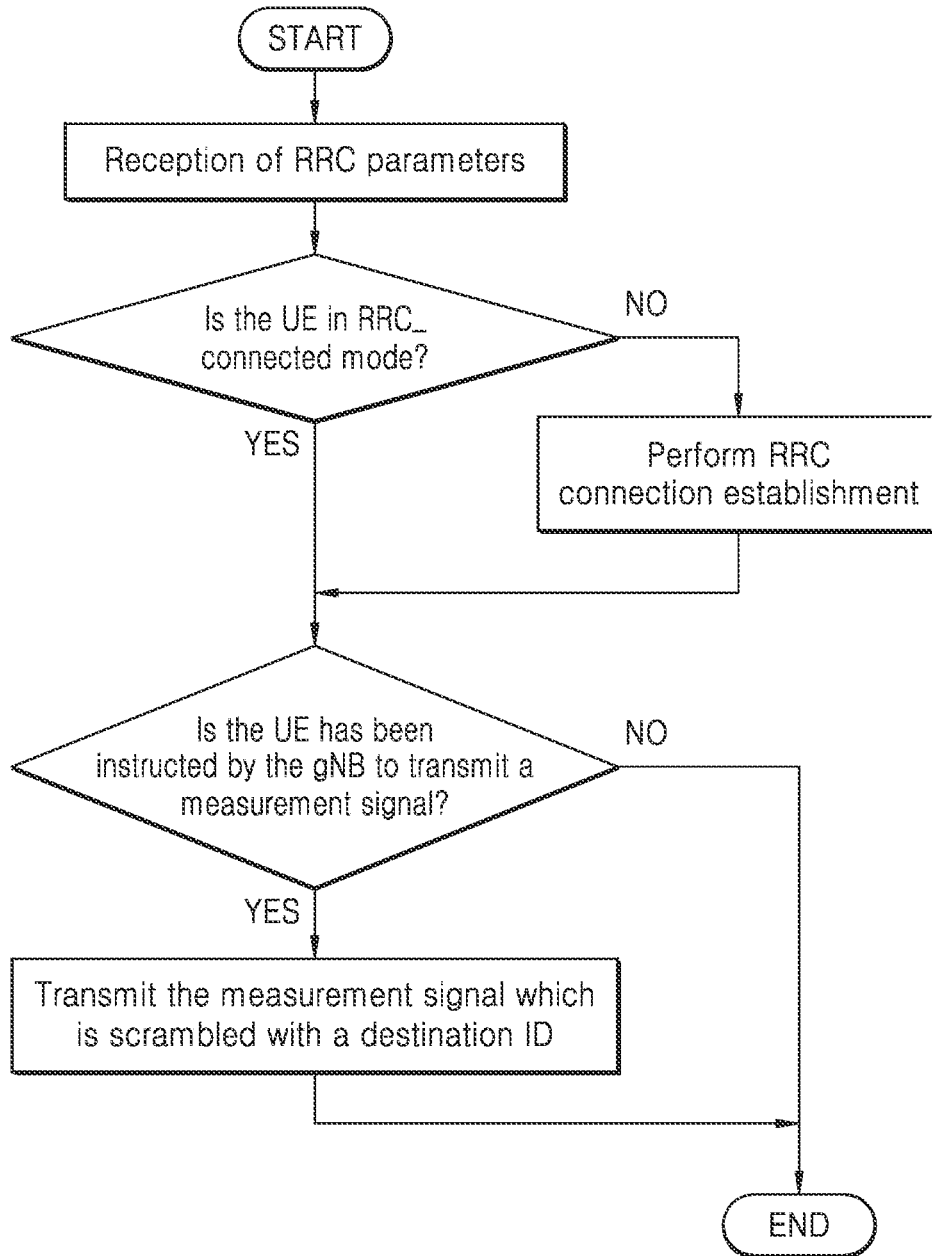 START
Reception of RRC parameters
Is the UE in RRC_
connected mode?
NO
YES
Perform RRC
connection establishment
Is the UE has been
instructed by the gNB to transmit a
measurement signal?
NO
YES
Transmit the measurement signal which
is scrambled with a destination ID
END